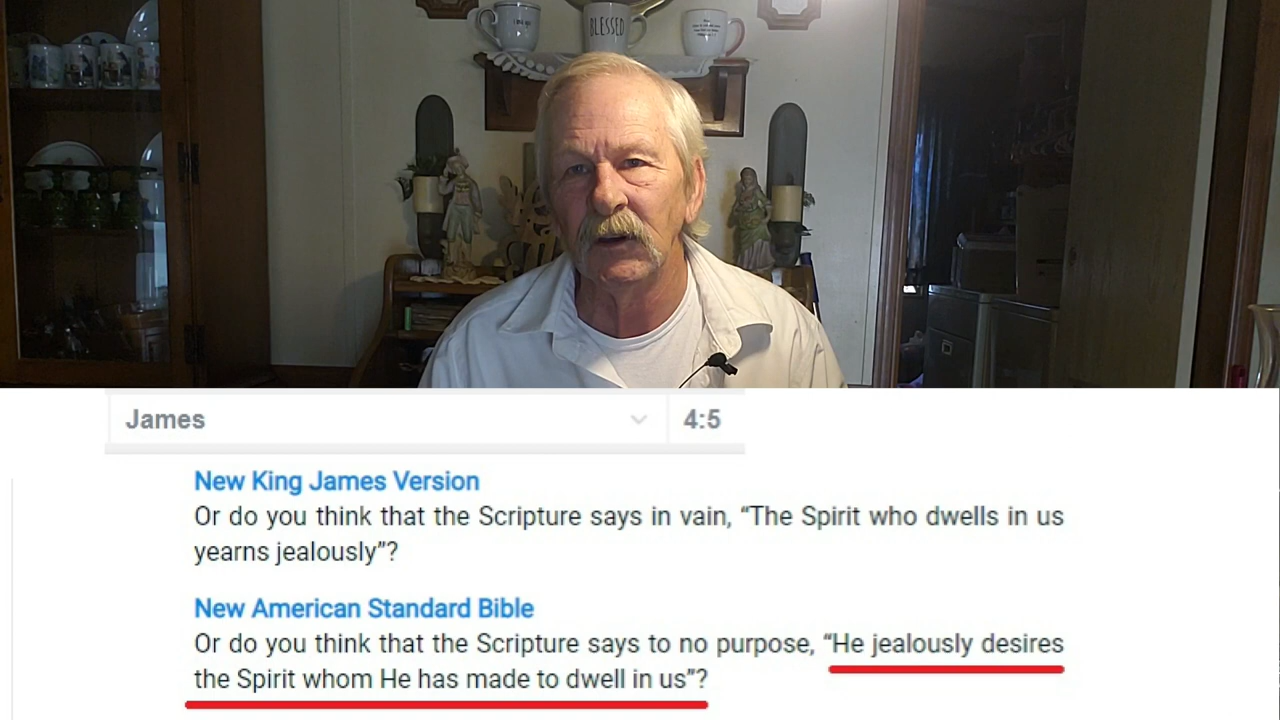 BLESSED
James
4:5
New King James Version
Or do you think that the Scripture says in vain, “The Spirit who dwells in us
yearns jealously”?
New American Standard Bible
Or do you think that the Scripture says to no purpose, “He jealously desires
the Spirit whom He has made to dwell in us”?